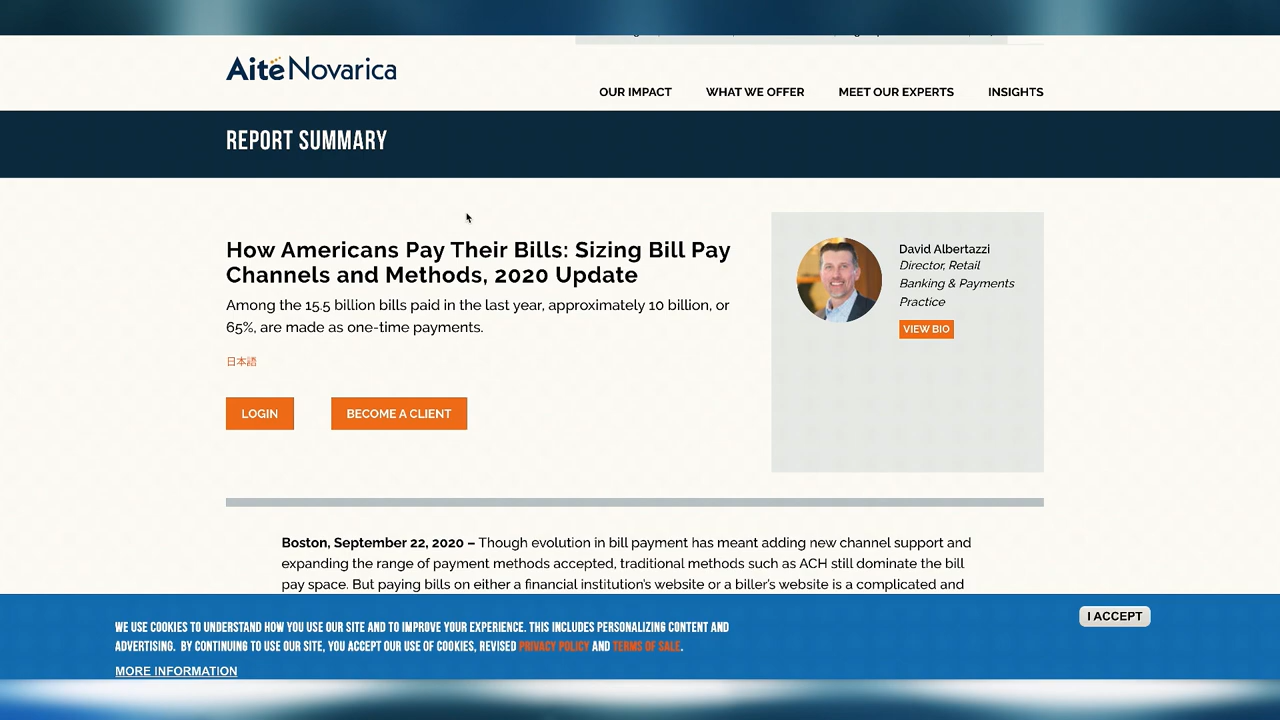 AiteNovarica
OUR IMPACT WHAT WE OFFER MEET OUR EXPERTS INSIGHTS
REPORT SUMMARY
How Americans Pay Their Bills: Sizing Bill Pay
Channels and Methods, 2020 Update
Among the 15.5 billion bills paid in the last year, approximately 10 billion, or
65%, are made as one-time payments.
日本語
LOGIN BECOME A CLIENT
David Albertazzi
Director, Retail
Banking & Payments
Practice
VIEW BIO
Boston, September 22, 2020 – Though evolution in bill payment has meant adding new channel support and
expanding the range of payment methods accepted, traditional methods such as ACH still dominate the bill
pay space. But paying bills on either a financial institution's website or a biller's website is a complicated and
WE USE COOKIES TO UNDERSTAND HOW YOU USE OUR SITE AND TO IMPROVE YOUR EXPERIENCE. THIS INCLUDES PERSONALIZING CONTENT AND
ADVERTISING. BY CONTINUING TO USE OUR SITE, YOU ACCEPT OUR USE OF COOKIES, REVISED PRIVACY POLICY AND TERMS OF SALE.
MORE INFORMATION
I ACCEPT